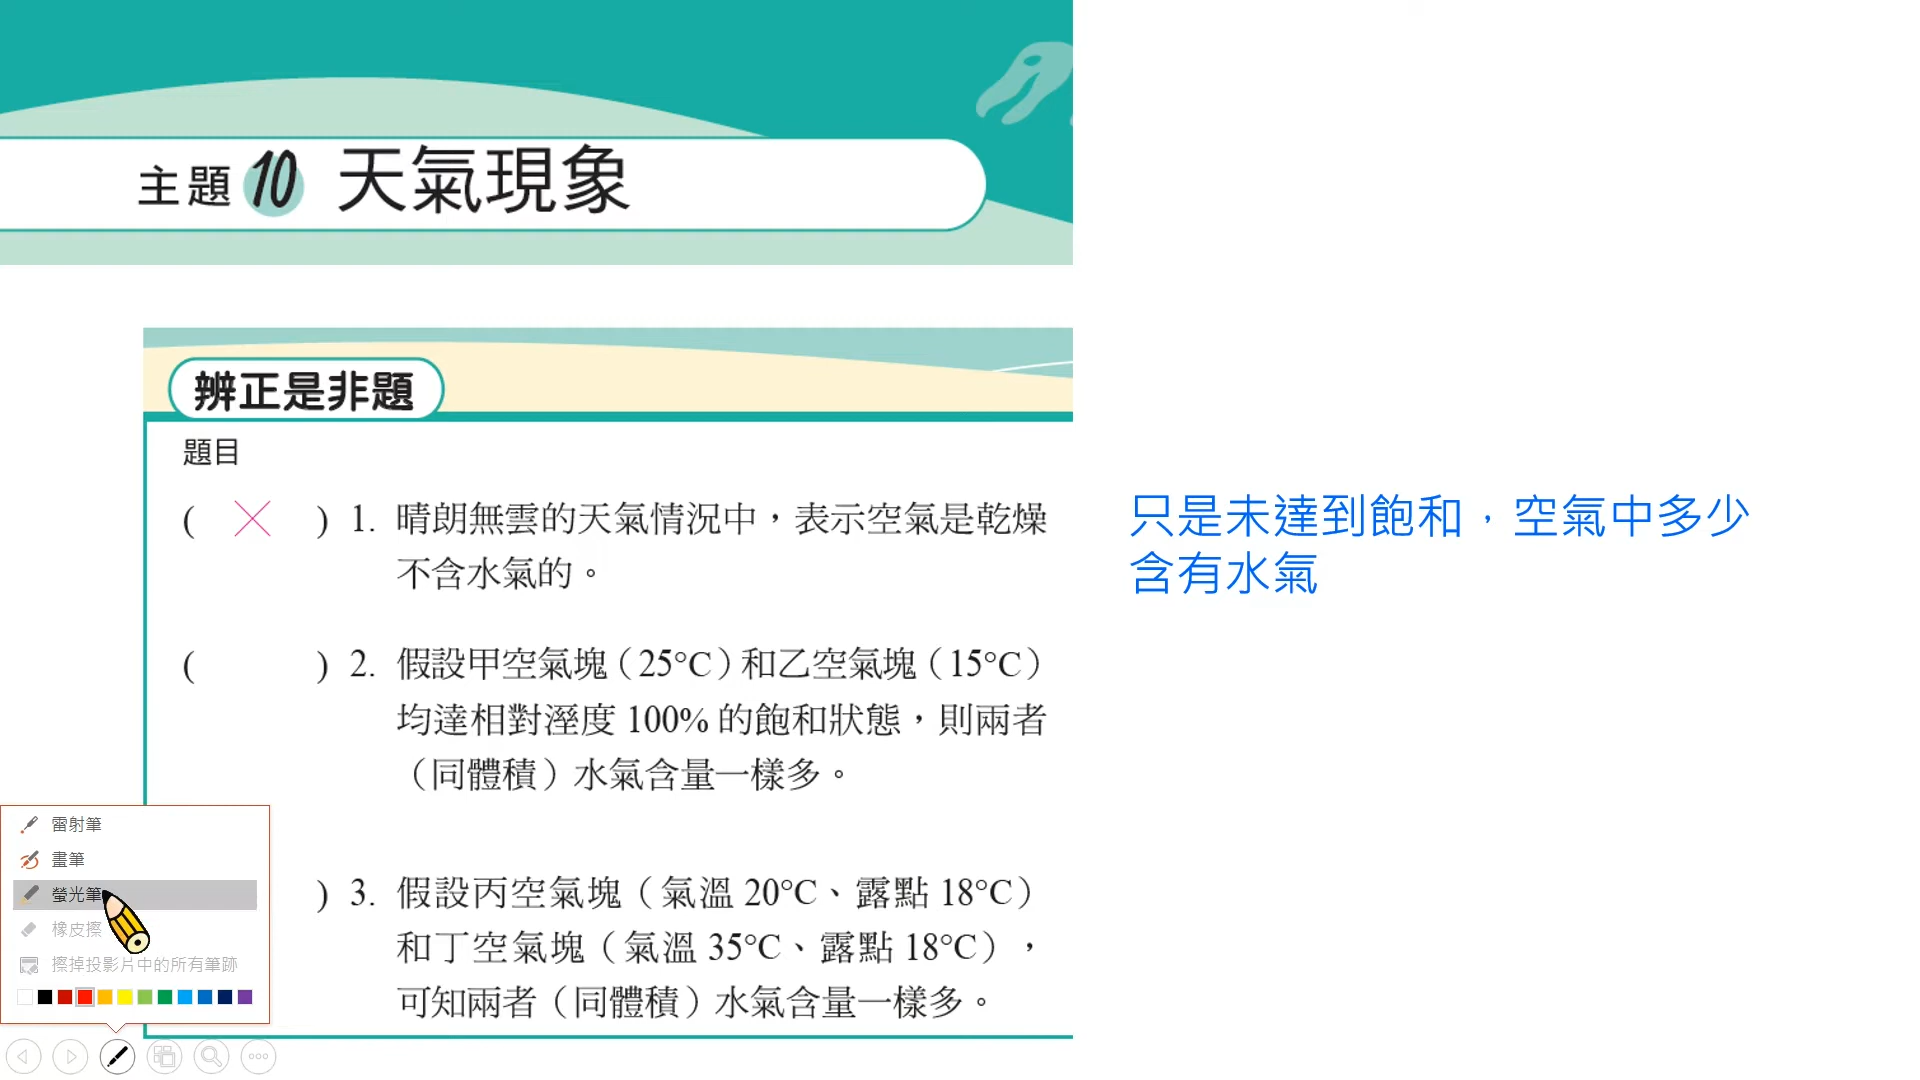 主題 10 天氣現象
辨正是非題
題目
( ╳ ) 1. 晴朗無雲的天氣情況中，表示空氣是乾燥
不含水氣的。
只是未達到飽和，空氣中多少
含有水氣
( ) 2. 假設甲空氣塊（25°C）和乙空氣塊（15°C）
均達相對溼度 100% 的飽和狀態，則兩者
（同體積）水氣含量一樣多。
) 3. 假設丙空氣塊（氣溫 20°C、露點 18°C）
和丁空氣塊（氣溫 35°C、露點 18°C），
可知兩者（同體積）水氣含量一樣多。
雷射筆
畫筆
螢光筆
橡皮擦
擦掉投影片中的所有筆跡